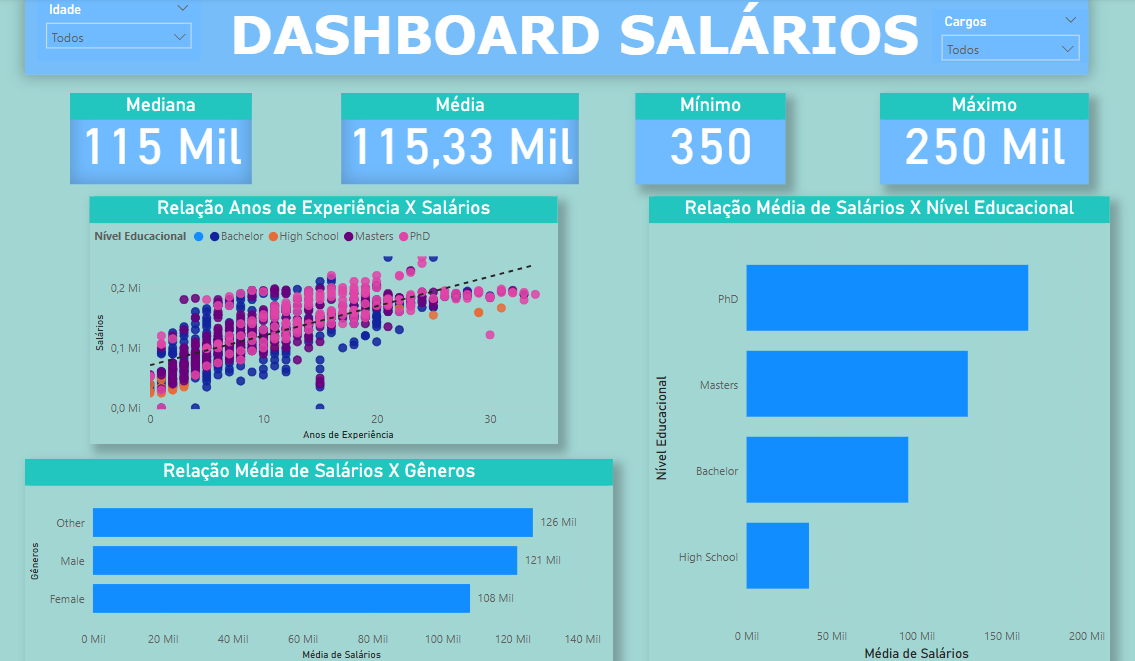 Idade
Todos
DASHBOARD SALÁRIOS
Cargos
Todos
Mediana
115 Mil
Média
115,33 Mil
Mínimo
350
Máximo
250 Mil
Relação Anos de Experiência X Salários
Nível Educacional Bachelor High School Masters PhD
Salários
0,2 Mi
0,1 Mi
0,0 Mi
0 10 20 30
Anos de Experiência
Relação Média de Salários X Nível Educacional
Nível Educacional
PhD
Masters
Bachelor
High School
0 Mil 50 Mil 100 Mil 150 Mil 200 Mil
Média de Salários
Relação Média de Salários X Gêneros
Gêneros
Other 126 Mil
Male 121 Mil
Female 108 Mil
0 Mil 20 Mil 40 Mil 60 Mil 80 Mil 100 Mil 120 Mil 140 Mil
Média de Salários